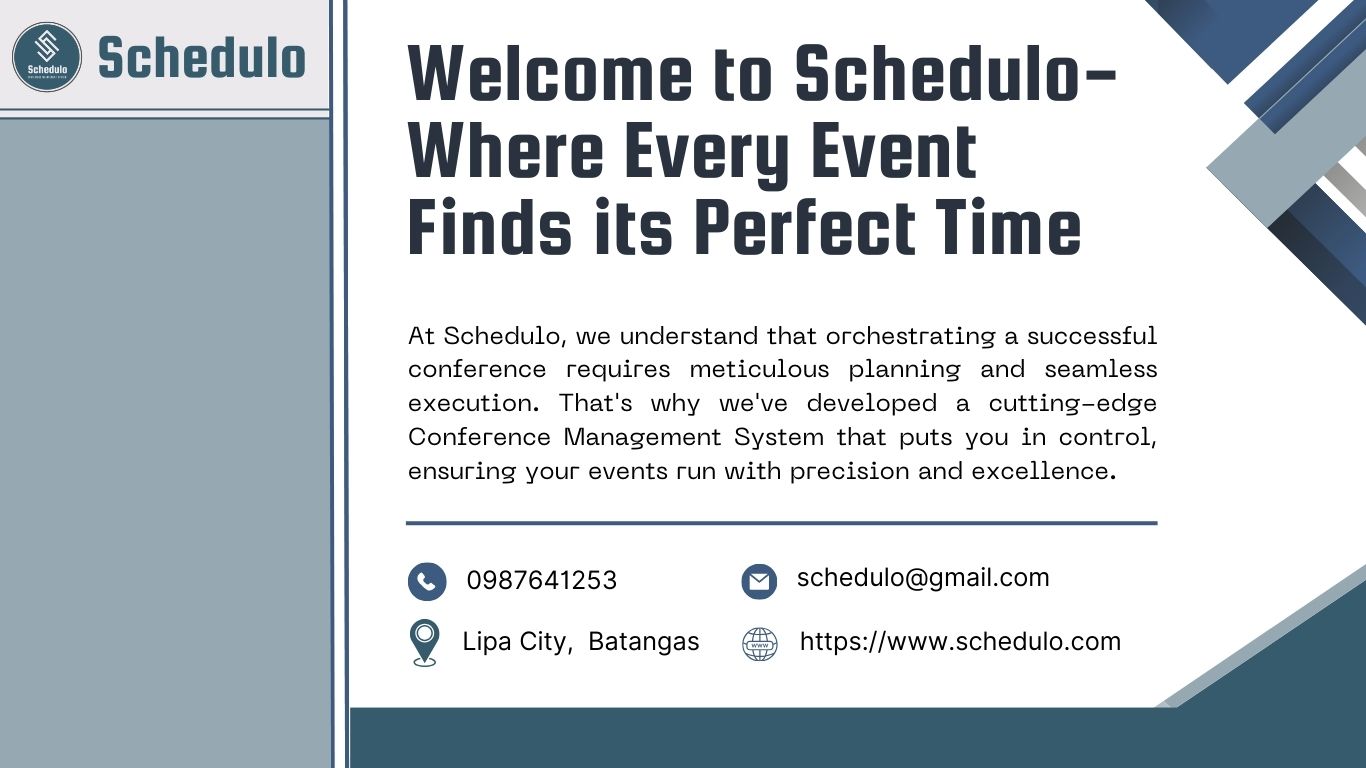 Schedulo
Schedulo
Welcome to Schedulo-
Where Every Event
Finds its Perfect Time
At Schedulo, we understand that orchestrating a successful
conference requires meticulous planning and seamless
execution. That's why we've developed a cutting-edge
Conference Management System that puts you in control,
ensuring your events run with precision and excellence.
0987641253
schedulo@gmail.com
Lipa City, Batangas
www
https://www.schedulo.com